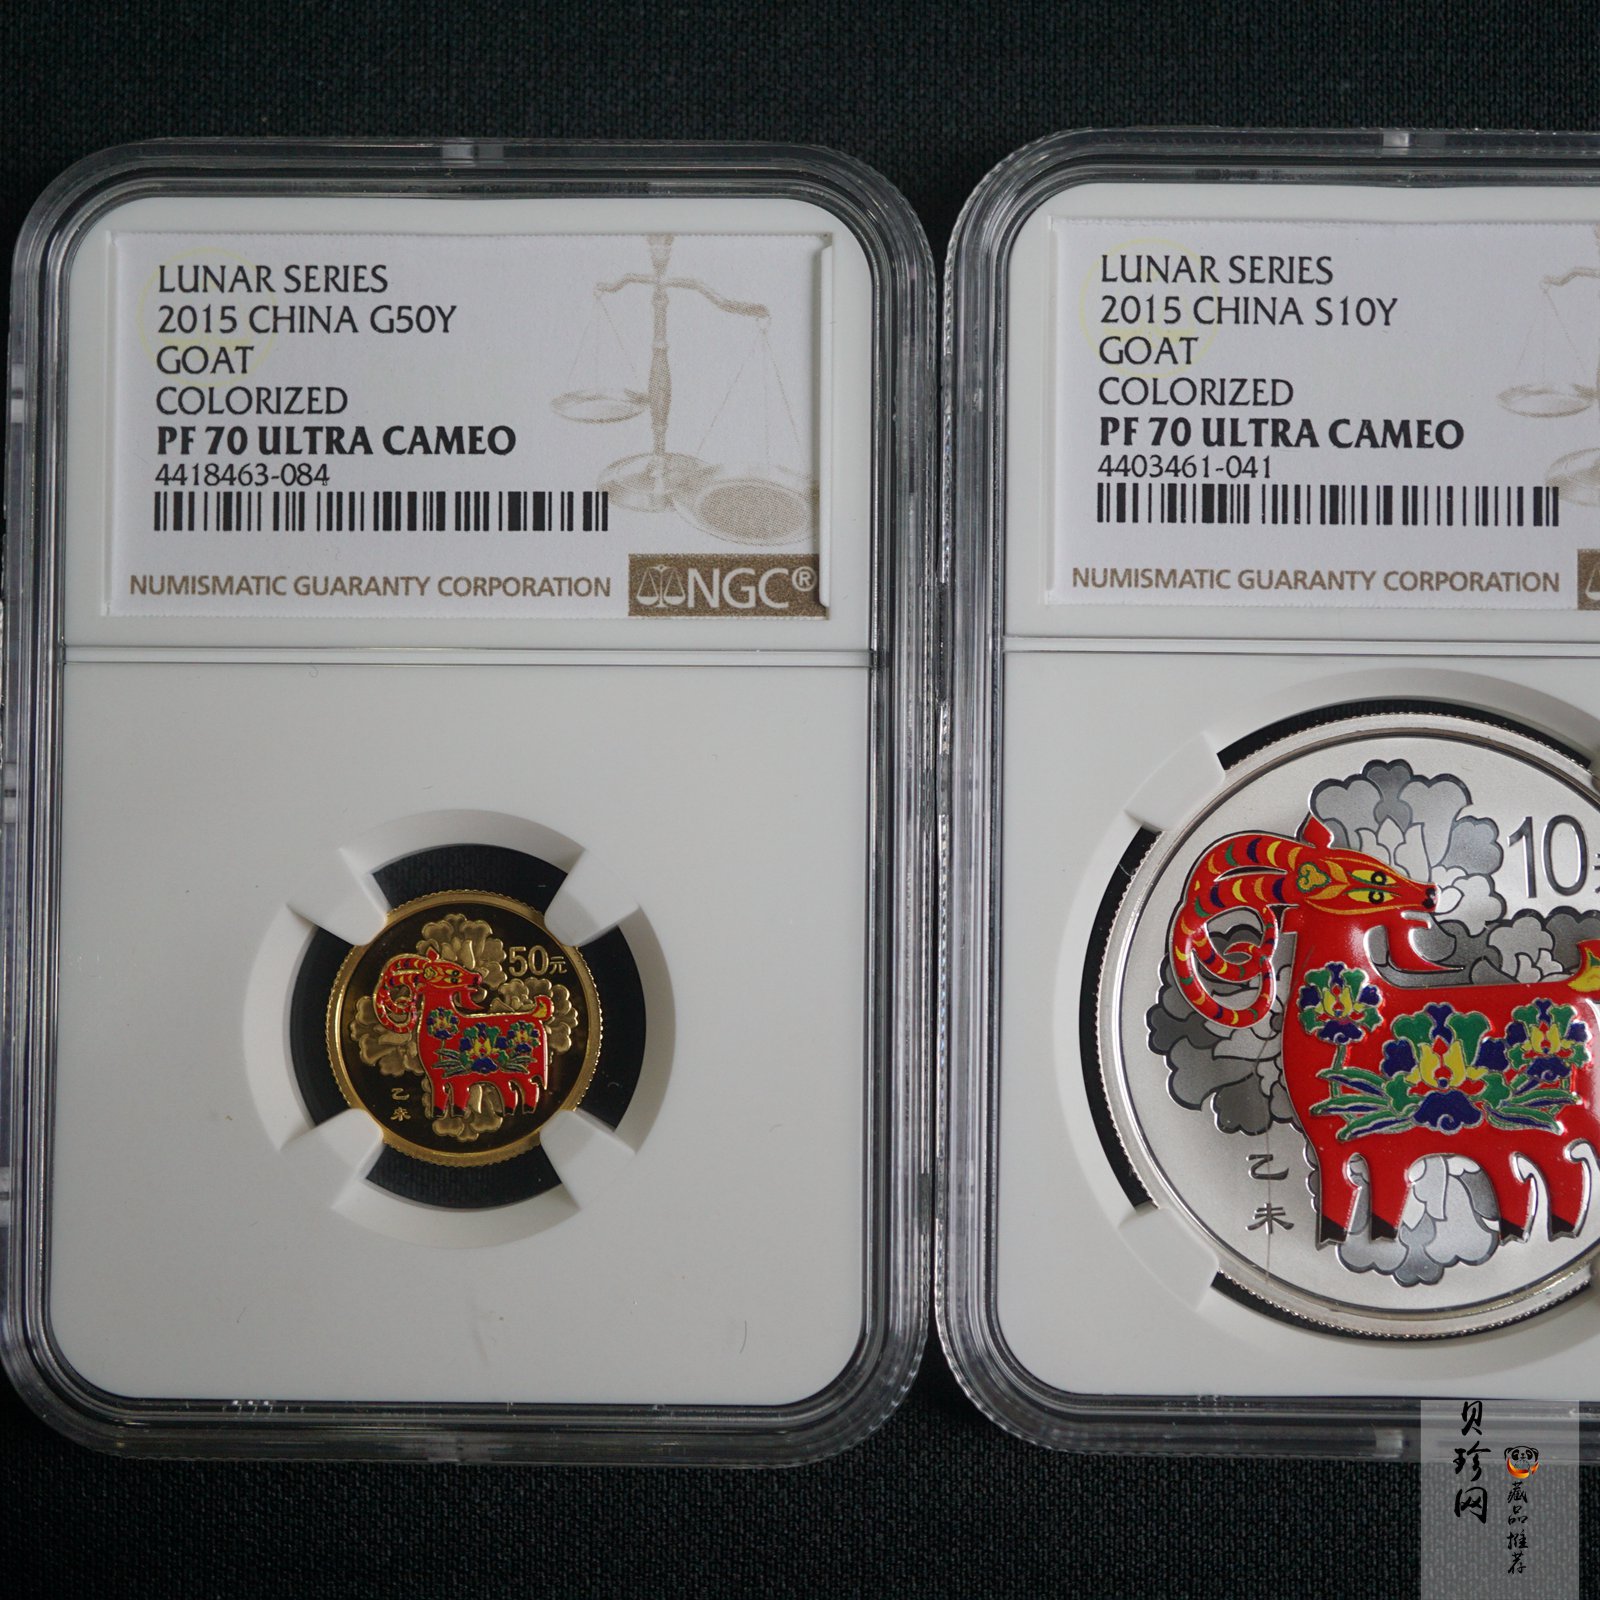 LUNAR SERIES
2015 CHINA G50Y
GOAT
COLORIZED
PF 70 ULTRA CAMEO
4418463-084
NUMISMATIC GUARANTY CORPORATION
NGC®
50元
乙未
LUNAR SERIES
2015 CHINA S10Y
GOAT
COLORIZED
PF 70 ULTRA CAMEO
4403461-041
NUMISMATIC GUARANTY CORPORATION
10
乙未
贝珍网
藏品推荐